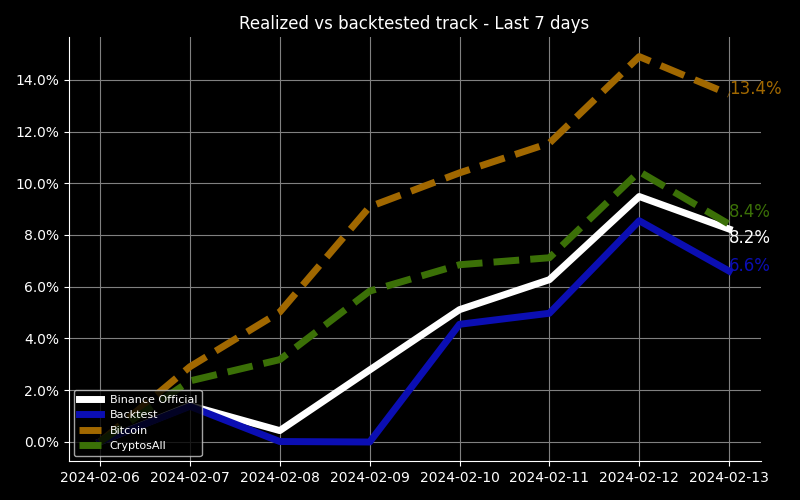 Realized vs backtested track - Last 7 days
14.0%
12.0%
10.0%
8.0%
6.0%
4.0%
2.0%
0.0%
13.4%
8.4%
8.2%
6.6%
Binance Official
Backtest
Bitcoin
CryptosAll
2024-02-06 2024-02-07 2024-02-08 2024-02-09 2024-02-10 2024-02-11 2024-02-12 2024-02-13